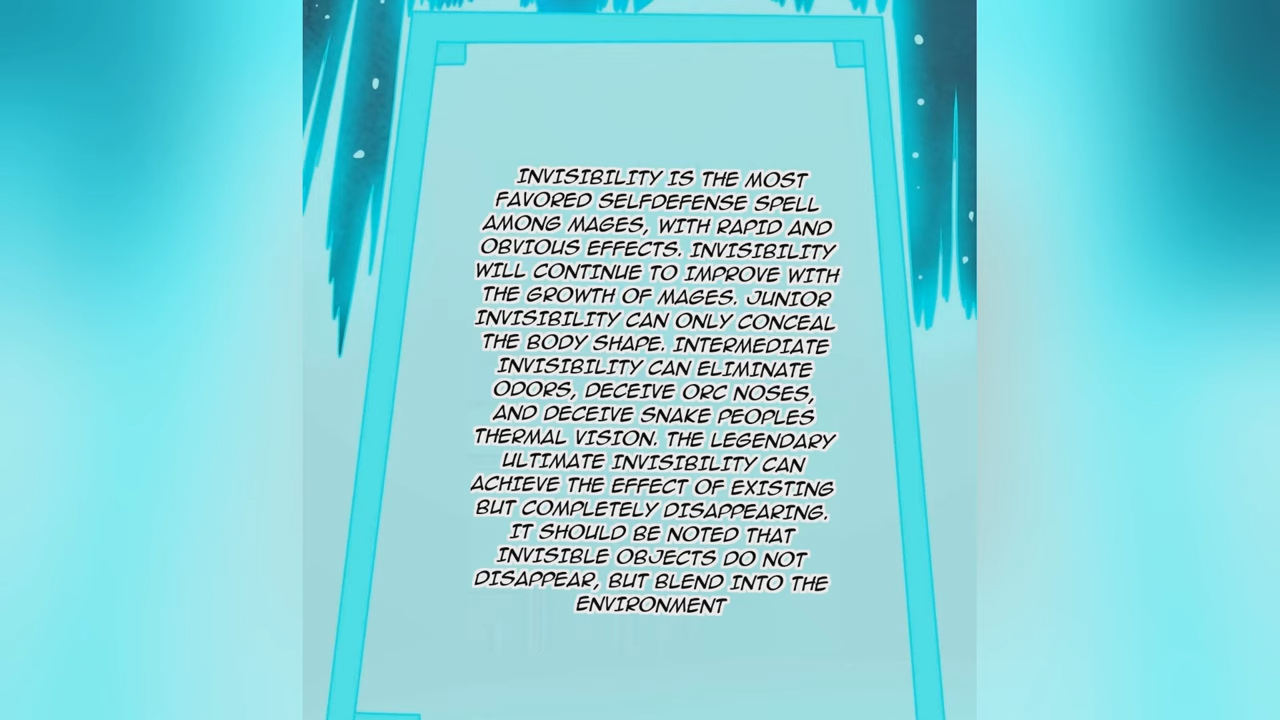 INVISIBILITY IS THE MOST
FAVORED SELFDEFENSE SPELL
AMONG MAGES, WITH RAPID AND
OBVIOUS EFFECTS. INVISIBILITY
WILL CONTINUE TO IMPROVE WITH
THE GROWTH OF MAGES. JUNIOR
INVISIBILITY CAN ONLY CONCEAL
THE BODY SHAPE. INTERMEDIATE
INVISIBILITY CAN ELIMINATE
ODORS, DECEIVE ORC NOSES,
AND DECEIVE SNAKE PEOPLES
THERMAL VISION. THE LEGENDARY
ULTIMATE INVISIBILITY CAN
ACHIEVE THE EFFECT OF EXISTING
BUT COMPLETELY DISAPPEARING.
IT SHOULD BE NOTED THAT
INVISIBLE OBJECTS DO NOT
DISAPPEAR, BUT BLEND INTO THE
ENVIRONMENT